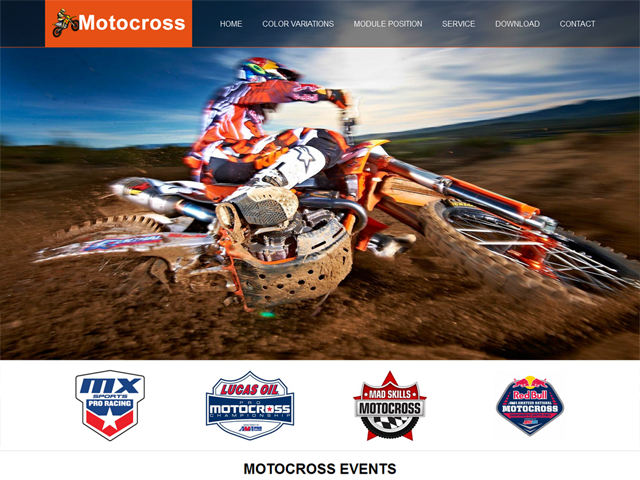 Motocross
HOME COLOR VARIATIONS MODULE POSITION SERVICE DOWNLOAD CONTACT
MX
SPORTS
PRO RACING
LUCAS OIL
PRO
MOTOCROSS
CHAMPIONSHIP
MAD SKILLS
MOTOCROSS
Red Bull
MOTOCROSS
MOTOCROSS EVENTS